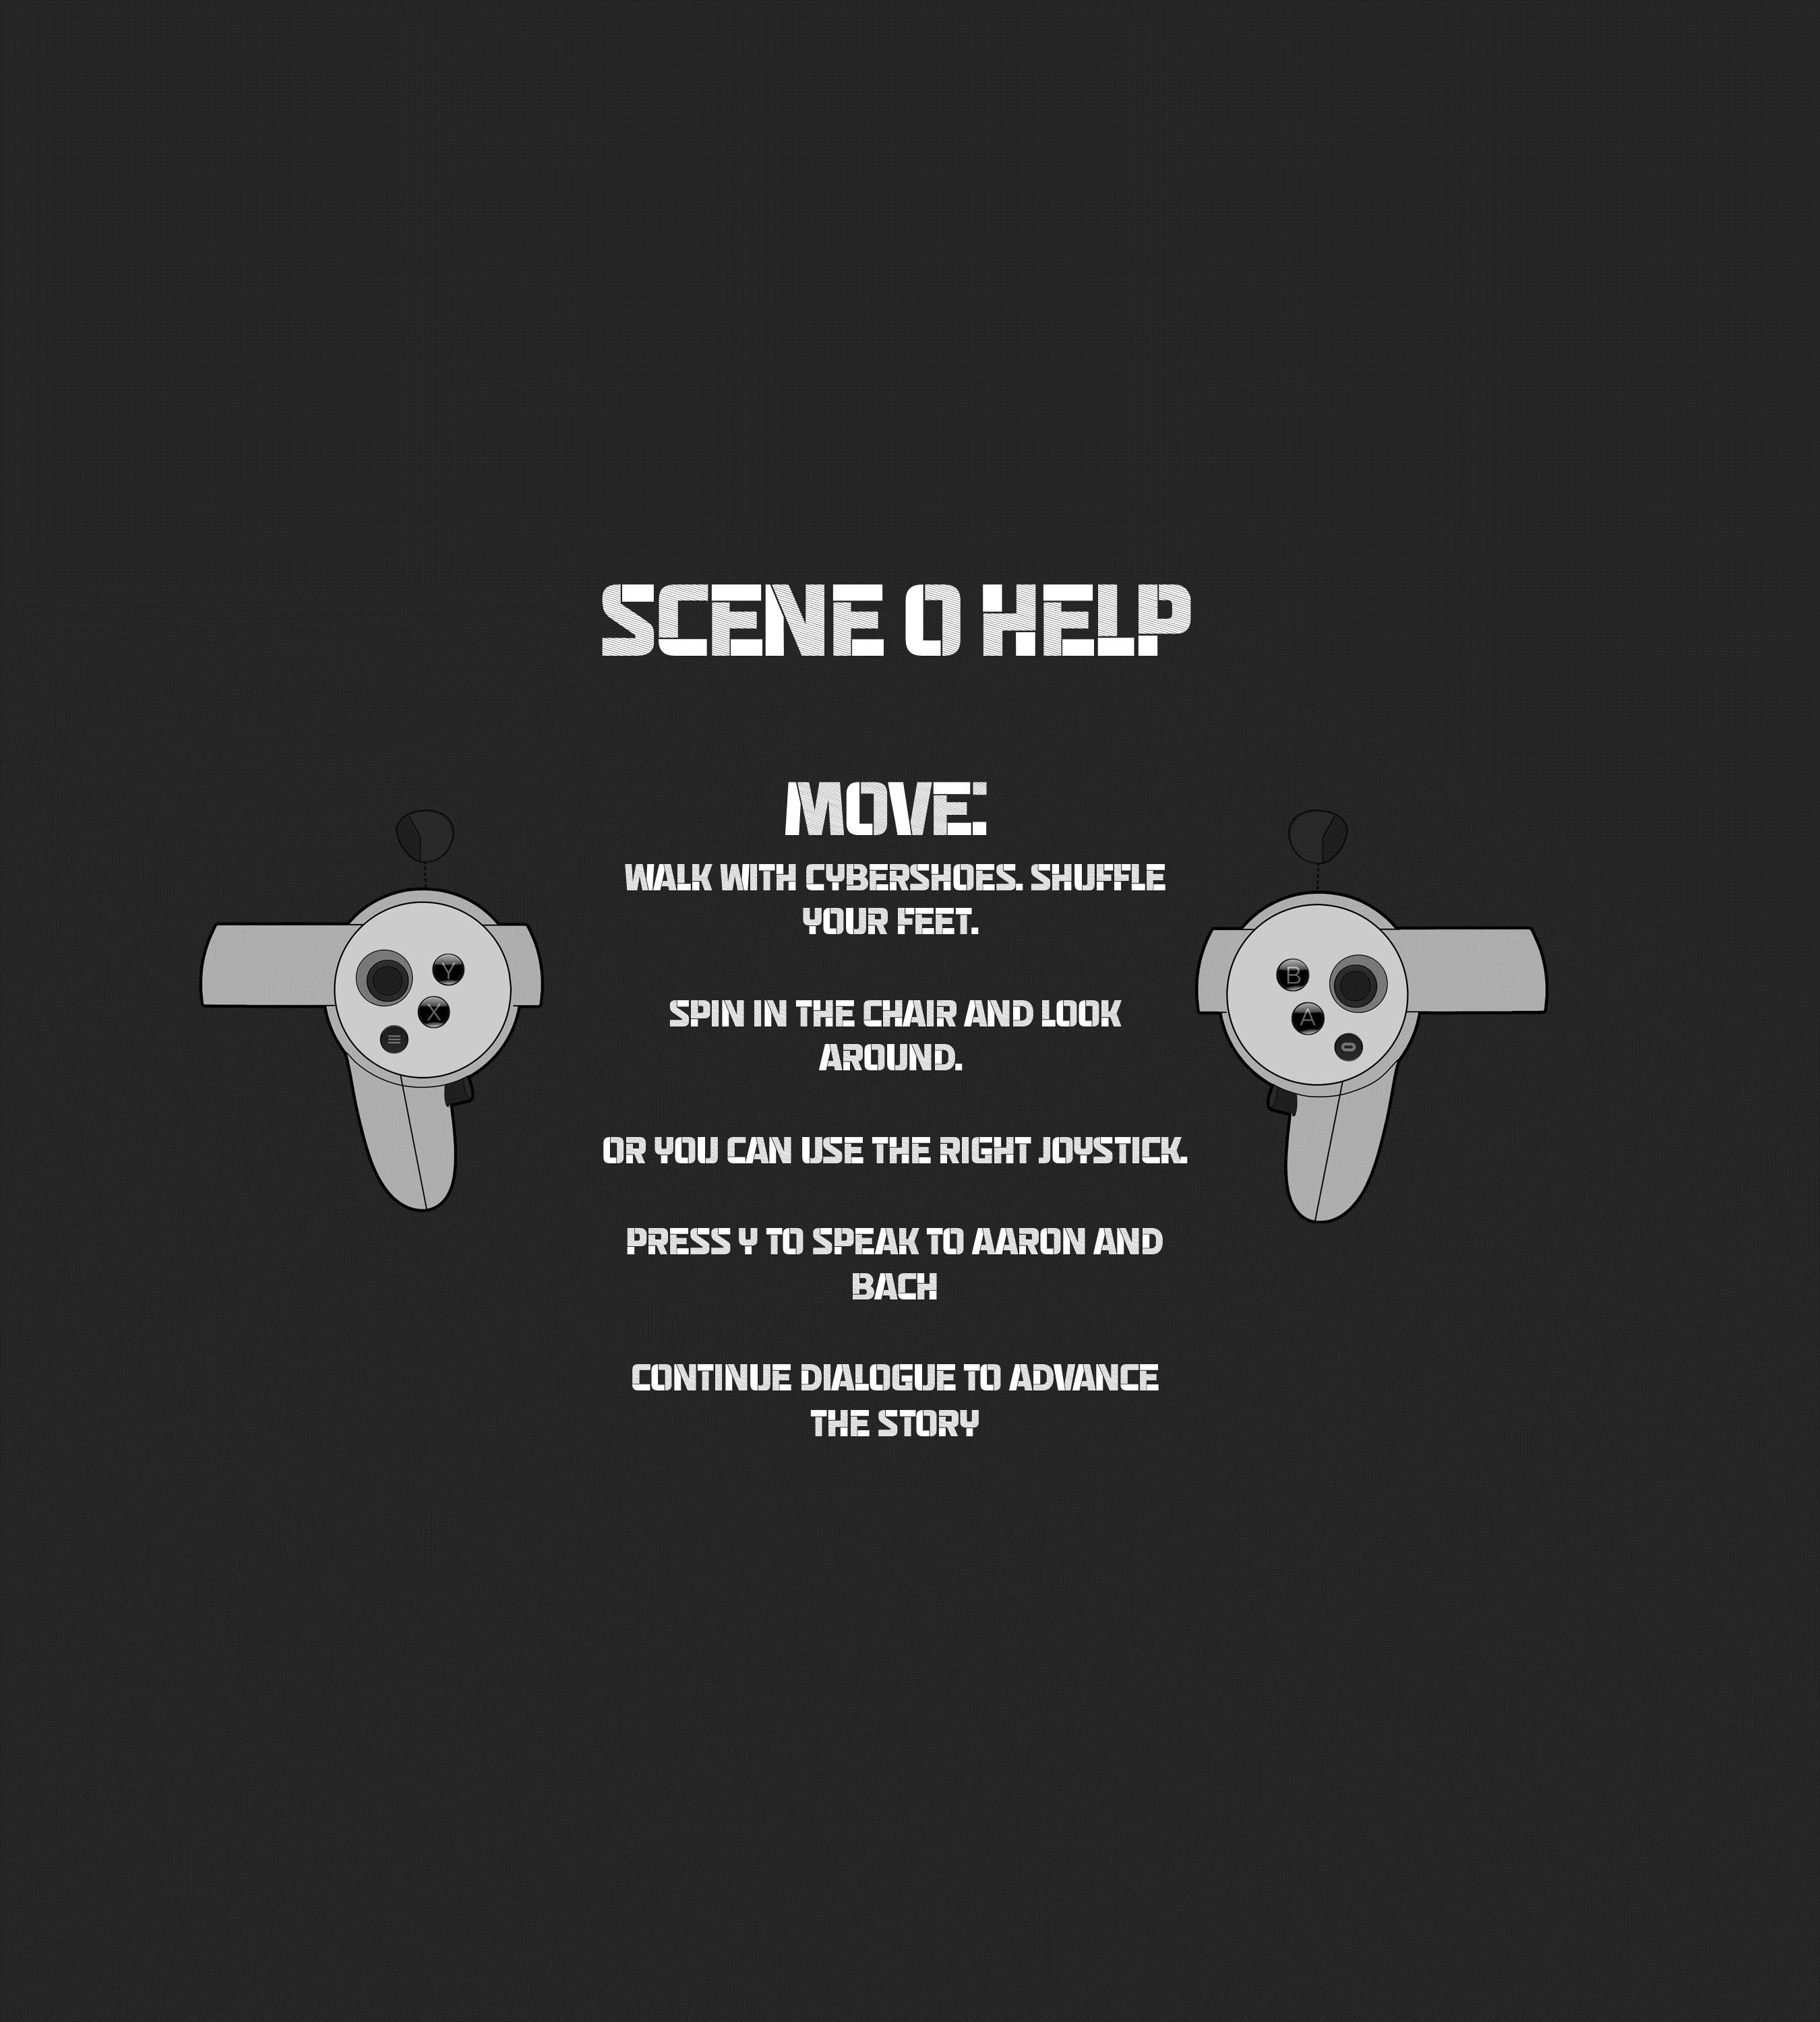 SCENE 0 HELP
MOVE:
WALK WITH CYBERSHOES. SHUFFLE
YOUR FEET.
Y
X
B
A
SPIN IN THE CHAIR AND LOOK
AROUND.
OR YOU CAN USE THE RIGHT JOYSTICK.
PRESS Y TO SPEAK TO AARON AND
BACH
CONTINUE DIALOGUE TO ADVANCE
THE STORY